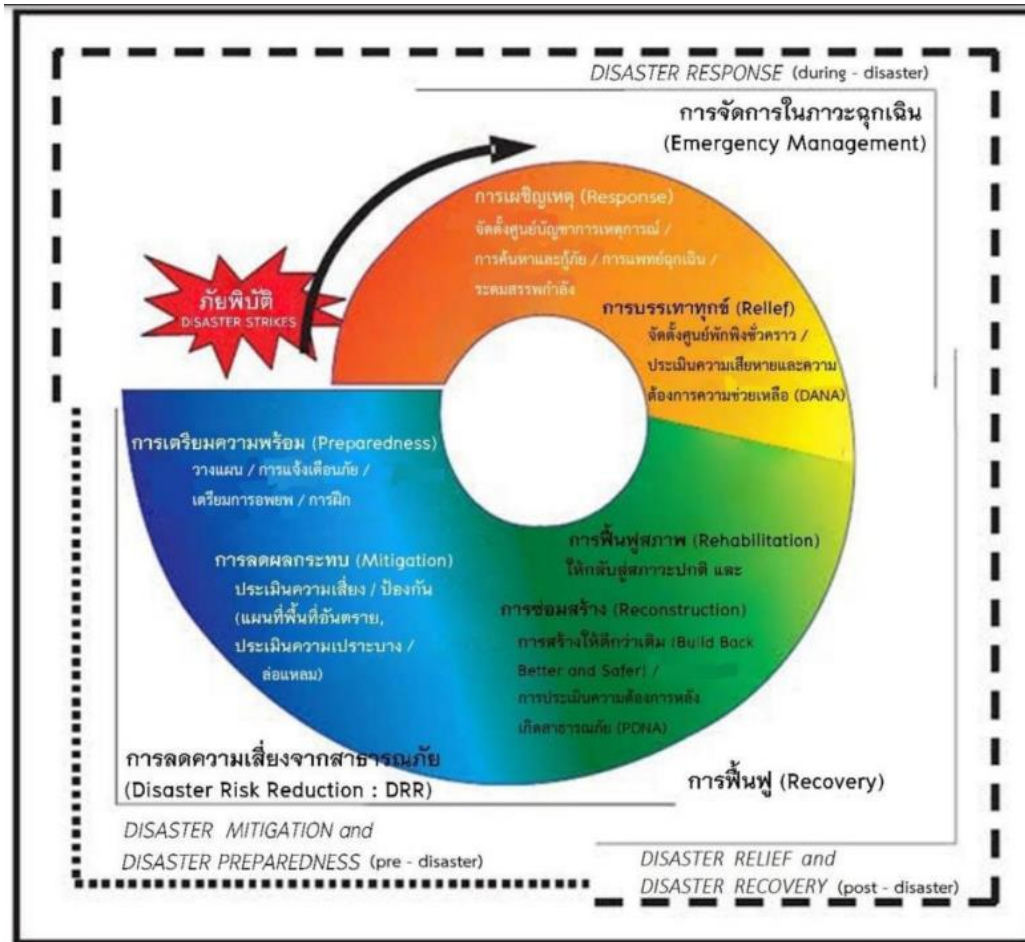 DISASTER RESPONSE (during - disaster)
การจัดการในภาวะฉุกเฉิน
(Emergency Management)
การเผชิญเหตุ (Response)
จัดตั้งศูนย์บัญชาการเหตุการณ์ /
การค้นหาและกู้ภัย / การแพทย์ฉุกเฉิน /
ระดมสรรพกำลัง
ภัยพิบัติ
DISASTER STRIKES
การบรรเทาทุกข์ (Relief)
จัดตั้งศูนย์พักพิงชั่วคราว /
ประเมินความเสียหายและความ
ต้องการความช่วยเหลือ (DANA)
การเตรียมความพร้อม (Preparedness)
วางแผน / การแจ้งเตือนภัย /
เตรียมการอพยพ / การฝึก
การลดผลกระทบ (Mitigation)
ประเมินความเสี่ยง / ป้องกัน
(แผนที่พื้นที่อันตราย,
ประเมินความเปราะบาง /
ล่อแหลม)
การฟื้นฟูสภาพ (Rehabilitation)
ให้กลับสู่สภาวะปกติ และ
การซ่อมสร้าง (Reconstruction)
การสร้างให้ดีกว่าเดิม (Build Back
Better and Safer) /
การประเมินความต้องการหลัง
เกิดสาธารณภัย (PDNA)
การลดความเสี่ยงจากสาธารณภัย
(Disaster Risk Reduction : DRR)
การฟื้นฟู (Recovery)
DISASTER MITIGATION and
DISASTER PREPAREDNESS (pre - disaster)
DISASTER RELIEF and
DISASTER RECOVERY (post - disaster)